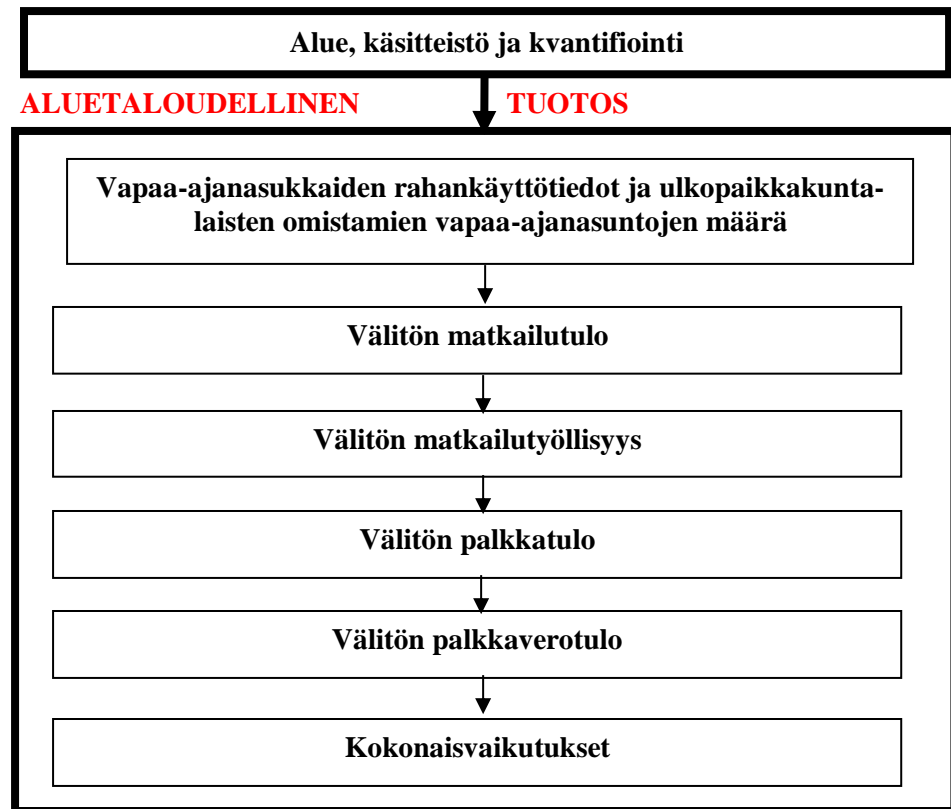 Alue, käsitteistö ja kvantifiointi
ALUETALOUDELLINEN TUOTOS
Vapaa-ajanasukkaiden rahankäyttötiedot ja ulkopaikkakunta-
laisten omistamien vapaa-ajanasuntojen määrä
Välitön matkailutulo
Välitön matkailutyöllisyys
Välitön palkkatulo
Välitön palkkaverotulo
Kokonaisvaikutukset